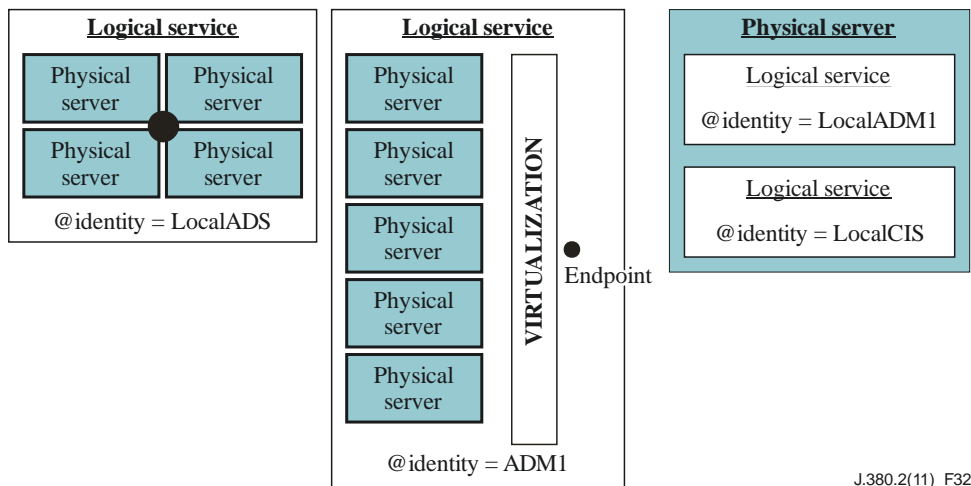 Logical service
Physical server
Physical server
Physical server
Physical server
@identity = LocalADS
Logical service
Physical server
Physical server
Physical server
Physical server
Physical server
VIRTUALIZATION
Endpoint
@identity = ADM1
Physical server
Logical service
@identity = LocalADM1
Logical service
@identity = LocalCIS
J.380.2(11)_F32